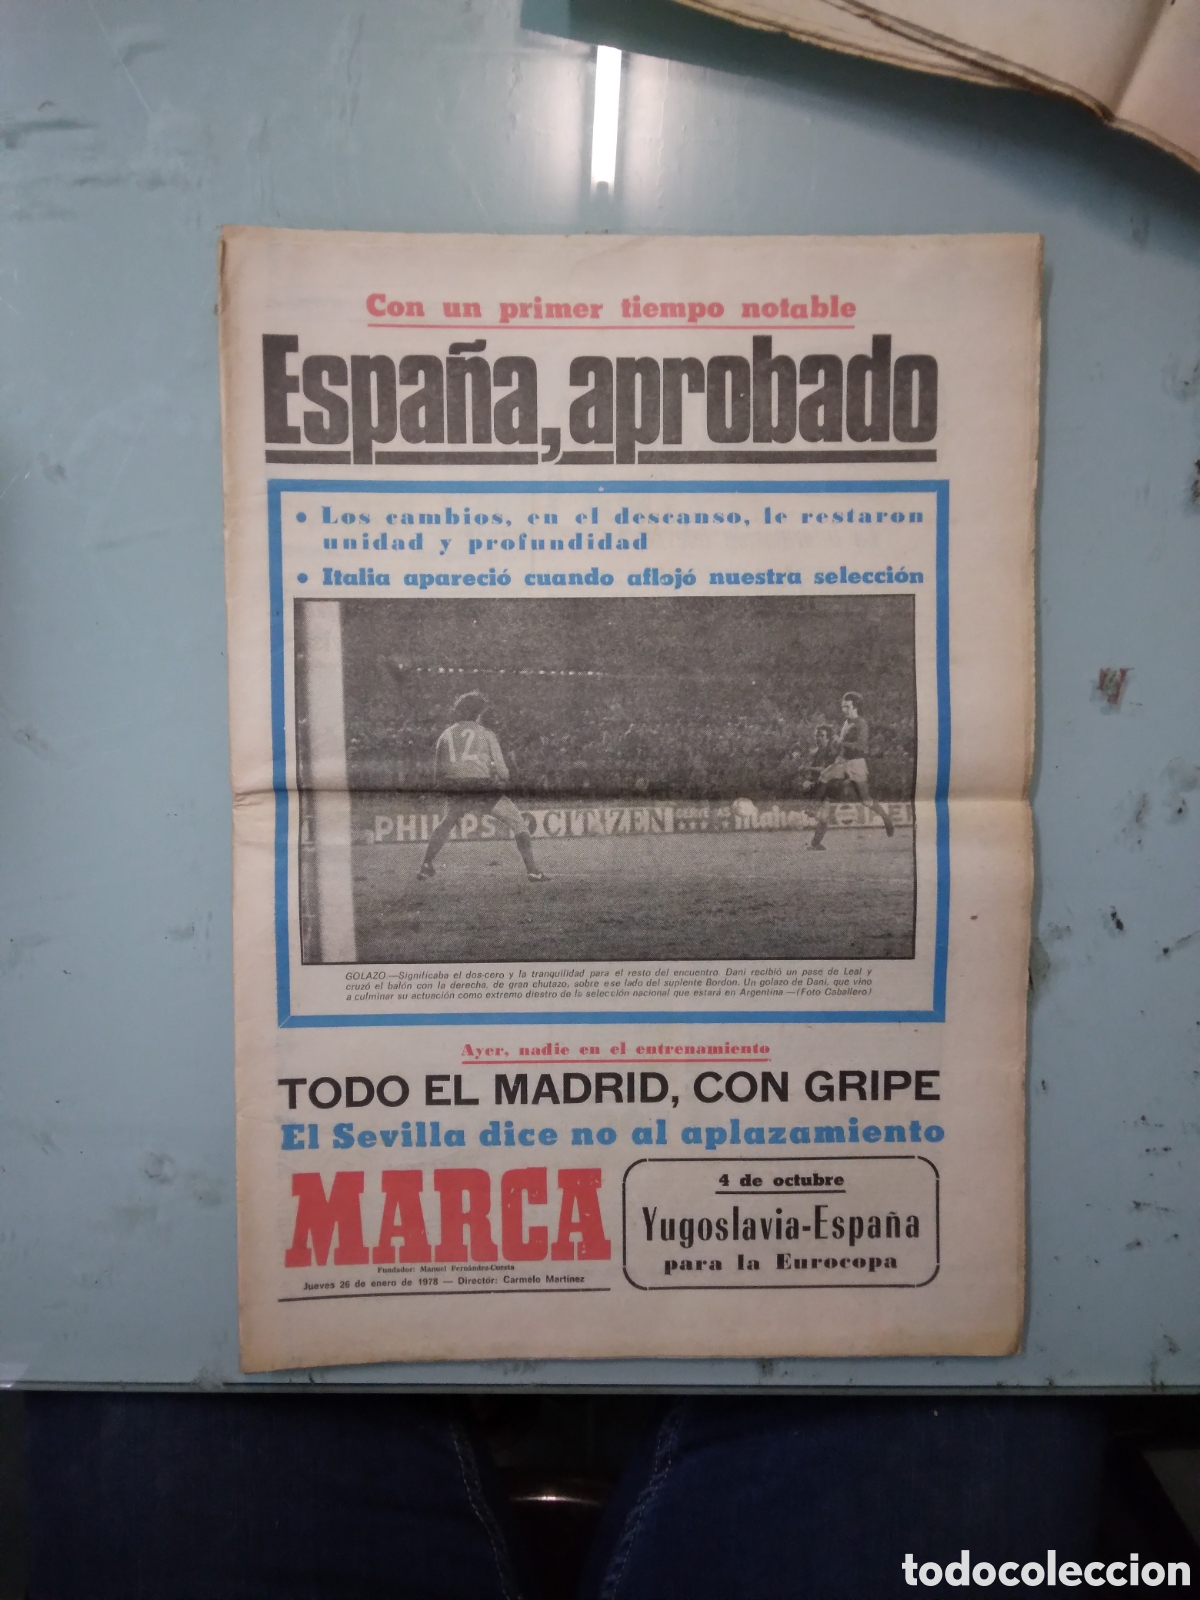 Con un primer tiempo notable
España, aprobado
• Los cambios, en el descanso, le restaron
unidad y profundidad
• Italia apareció cuando aflojó nuestra selección
12
PHILIPS CITIZEN
GOLAZO.—Significaba el dos-cero y la tranquilidad para el resto del encuentro. Dani recibió un pase de Leal y
cruzó el balón con la derecha, de gran chutazo, sobre ese lado del suplente Bordon. Un golazo de Dani, que vino
a culminar su actuación como extremo diestro de la selección nacional que estará en Argentina —(Foto Caballero)
Ayer, nadie en el entrenamiento
TODO EL MADRID, CON GRIPE
El Sevilla dice no al aplazamiento
MARCA
Fundador: Manuel Fernández-Cuesta
Jueves 26 de enero de 1978 — Director: Carmelo Martínez
4 de octubre
Yugoslavia-España
para la Eurocopa
todocoleccion